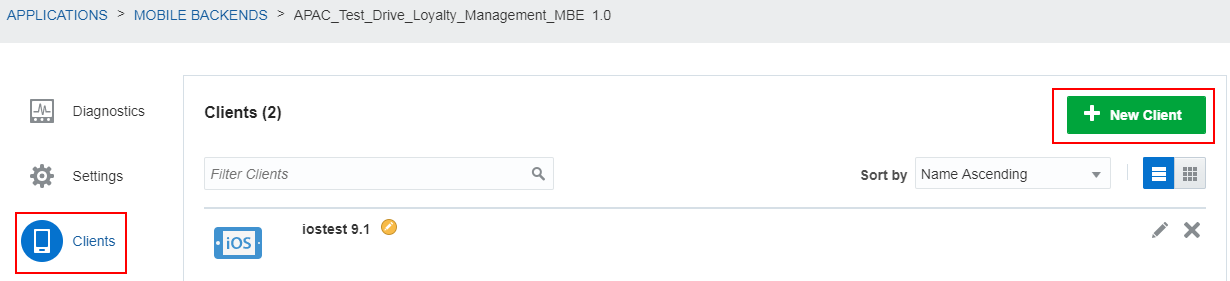 APPLICATIONS > MOBILE BACKENDS > APAC_Test_Drive_Loyalty_Management_MBE 1.0
Diagnostics
Settings
Clients
Clients (2)
New Client
Filter Clients
Sort by Name Ascending
iOS
iostest 9.1